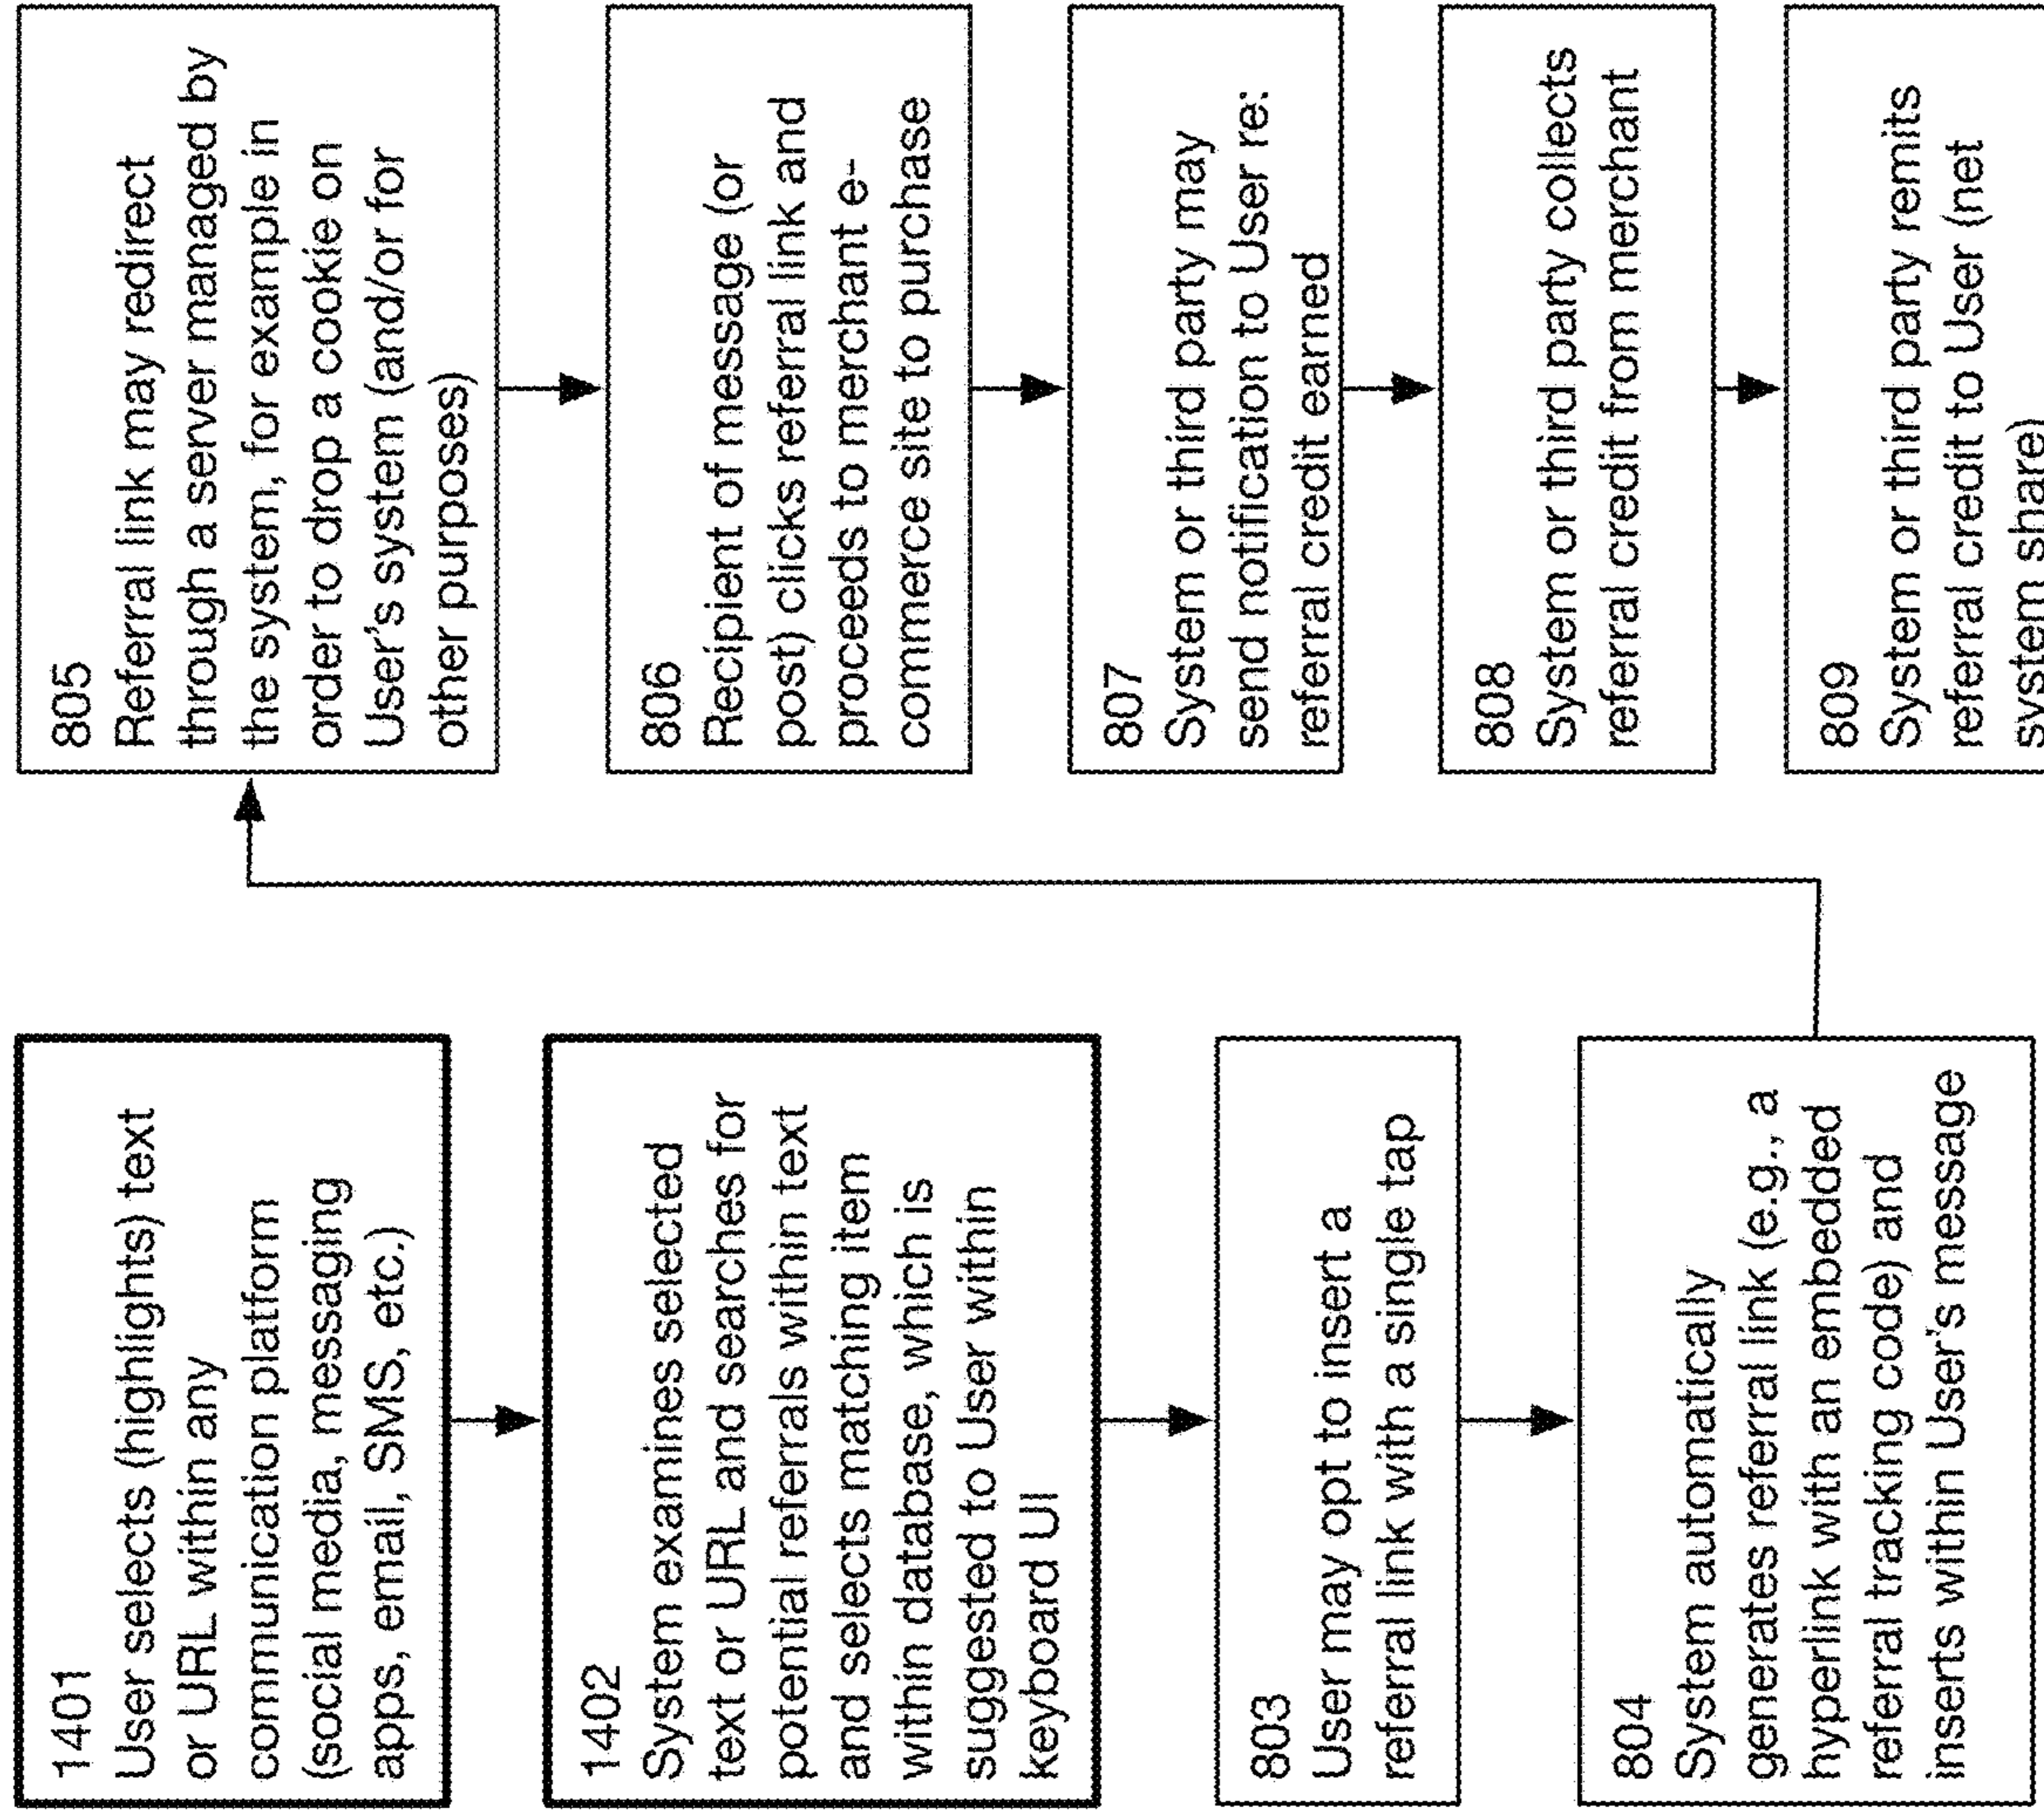 1401
User selects (highlights) text
or URL within any
communication platform
(social media, messaging
apps, email, SMS, etc.)
1402
System examines selected
text or URL and searches for
potential referrals within text
and selects matching item
within database, which is
suggested to User within
keyboard UI
803
User may opt to insert a
referral link with a single tap
804
System automatically
generates referral link (e.g., a
hyperlink with an embedded
referral tracking code) and
inserts within User's message
805
Referral link may redirect
through a server managed by
the system, for example in
order to drop a cookie on
User's system (and/or for
other purposes)
806
Recipient of message (or
post) clicks referral link and
proceeds to merchant e-
commerce site to purchase
807
System or third party may
send notification to User re:
referral credit earned
808
System or third party collects
referral credit from merchant
809
System or third party remits
referral credit to User (net
system share)